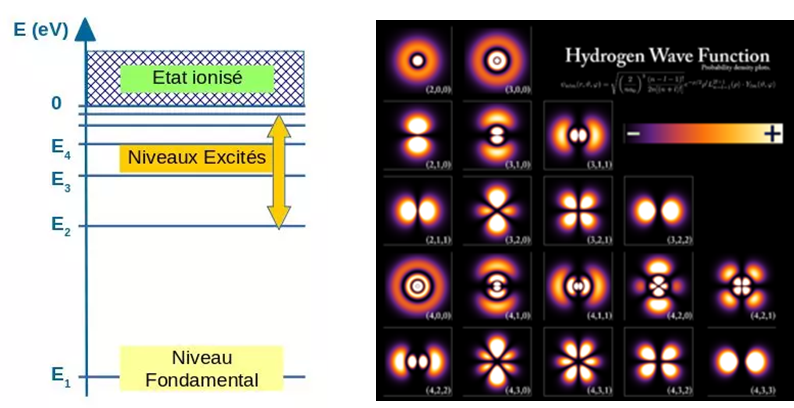 E (eV)
Etat ionisé
0
E4
Niveaux Excités
E3
E2
Niveau
Fondamental
E1
Hydrogen Wave Function
Probability density plots.
(2,0,0)
(3,0,0)
(2,1,0)
(3,1,0)
(3,1,1)
− +
(2,1,1)
(3,2,0)
(3,2,1)
(3,2,2)
(4,0,0)
(4,1,0)
(4,1,1)
(4,2,0)
(4,2,1)
(4,2,2)
(4,3,0)
(4,3,1)
(4,3,2)
(4,3,3)